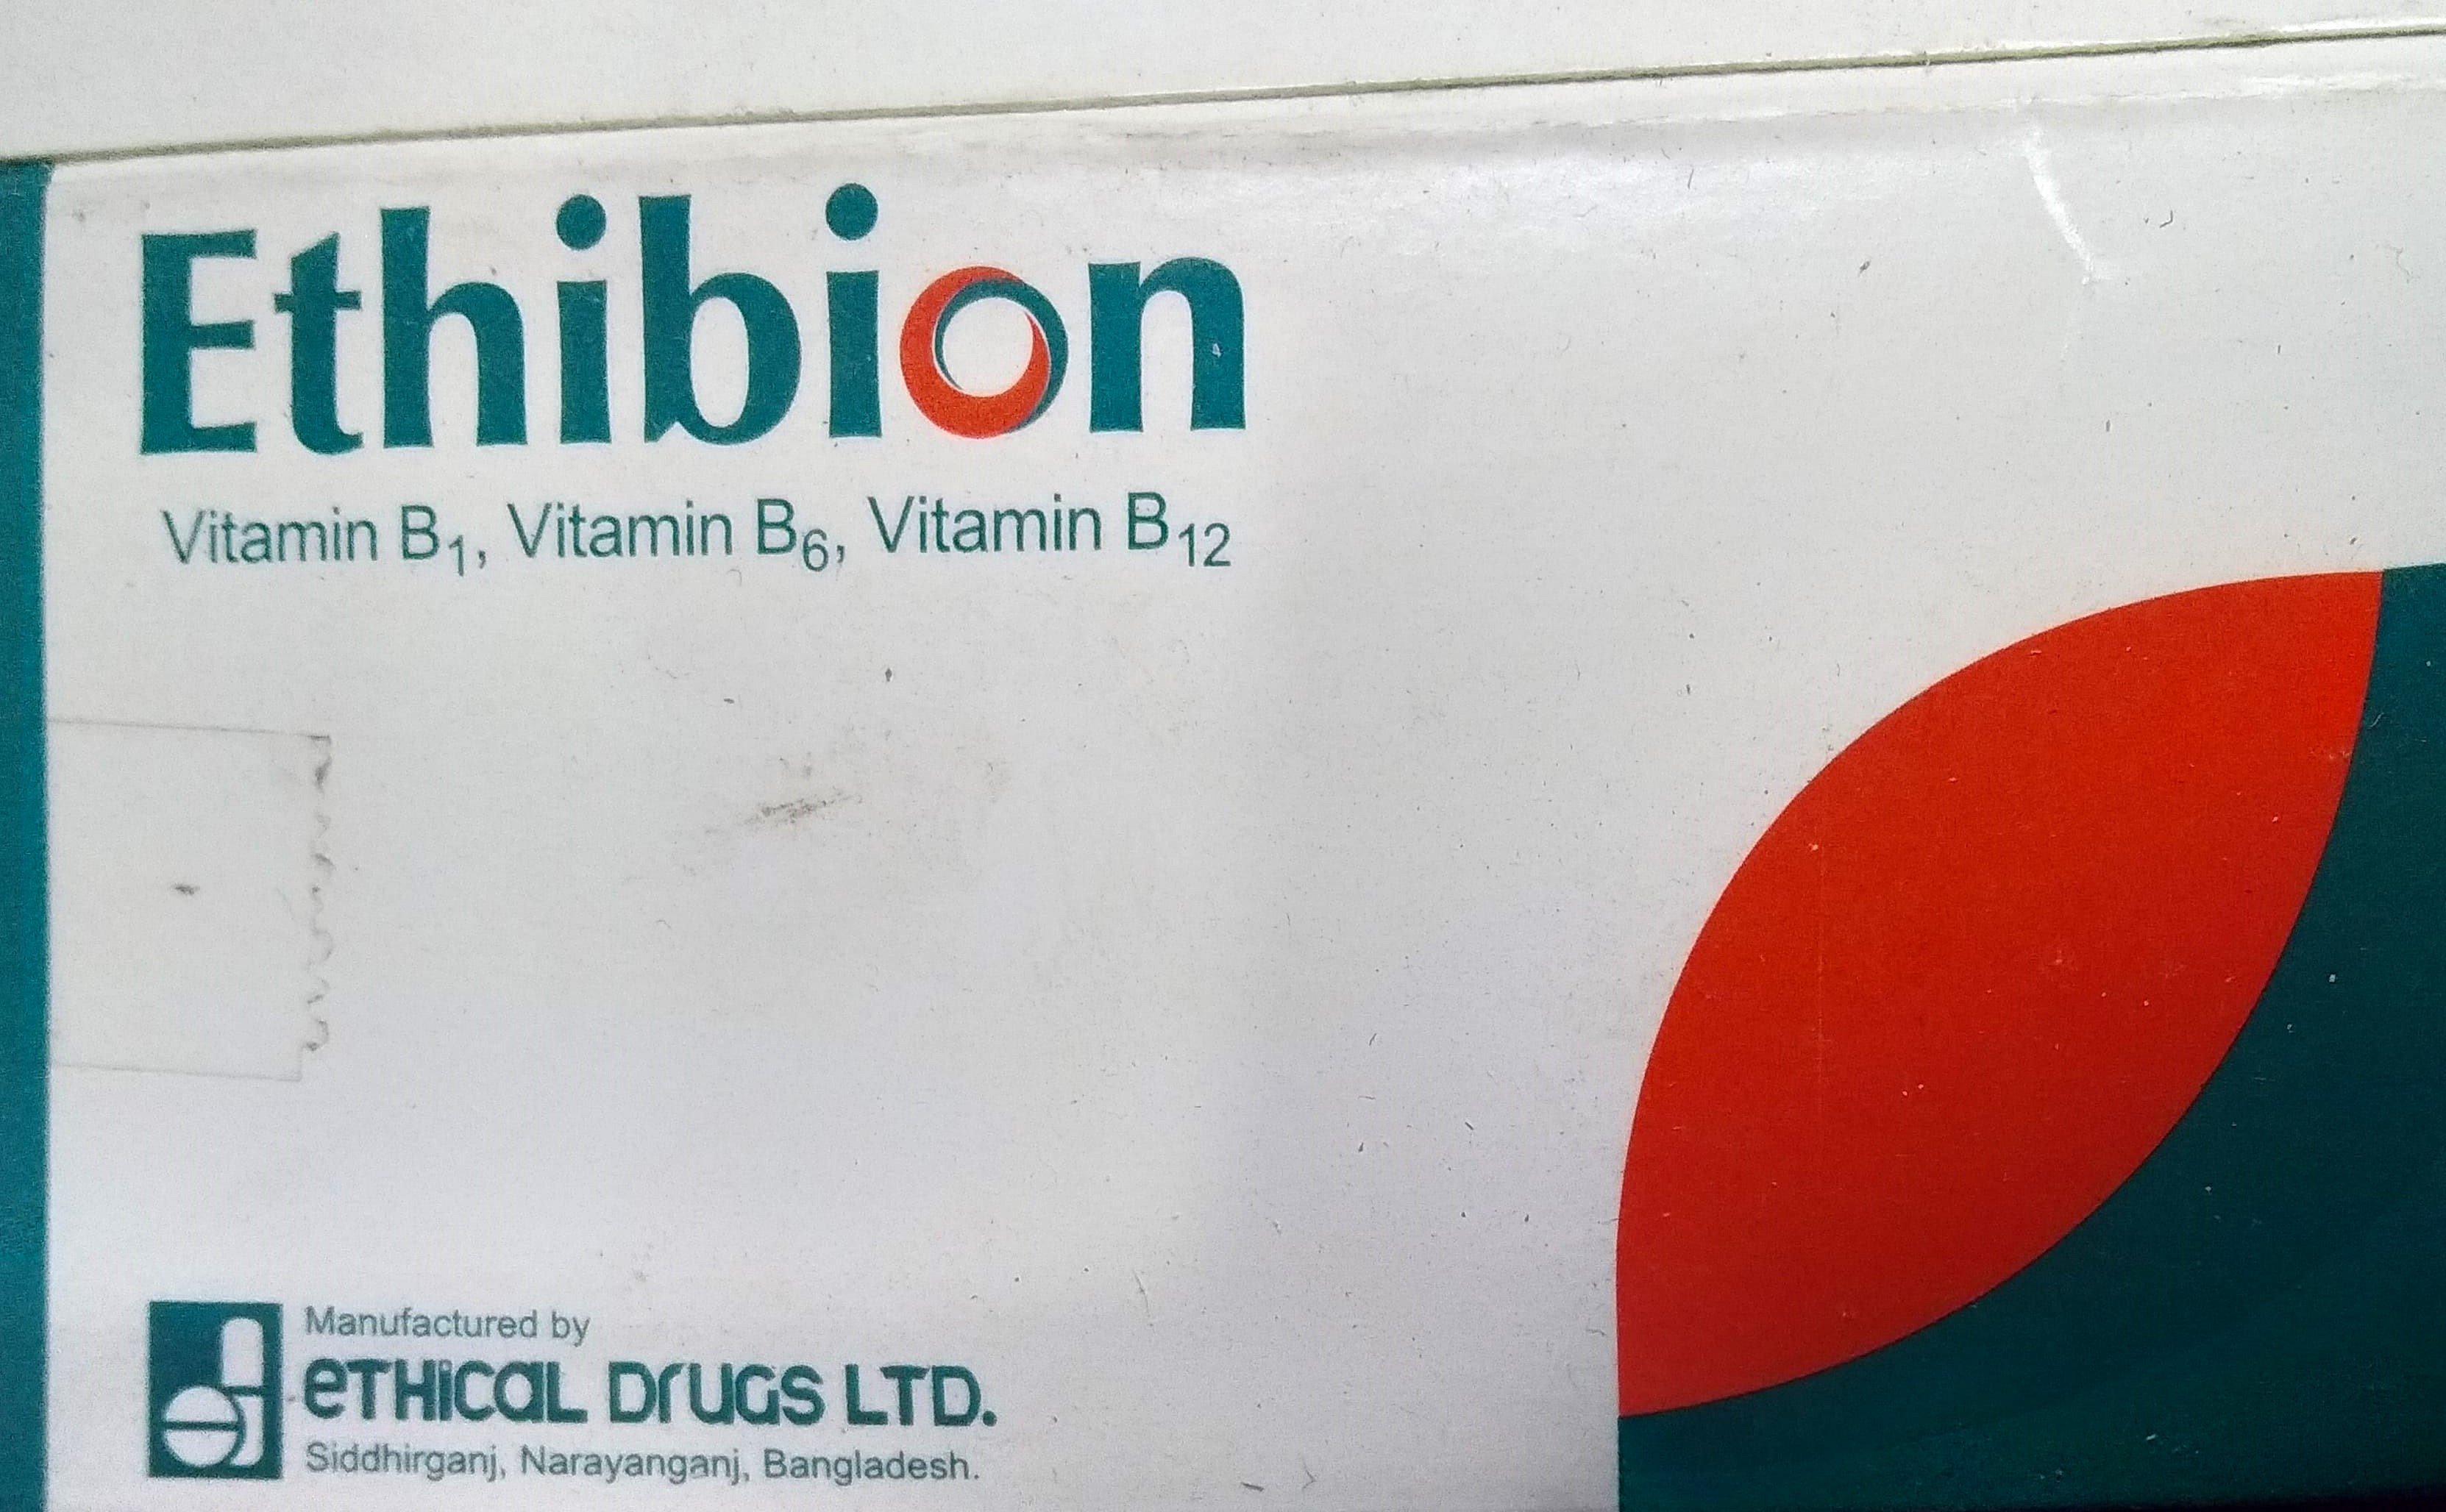 Ethibion
Vitamin B₁, Vitamin B₆, Vitamin B₁₂
Manufactured by
eTHicaL DrUGS LTD.
Siddhirganj, Narayanganj, Bangladesh.